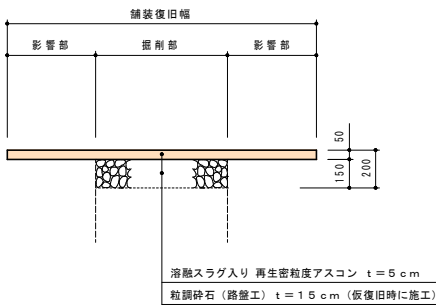 舗装復旧幅
影響部 掘削部 影響部
50
150
200
溶融スラグ入り 再生密粒度アスコン t=5cm
粒調砕石（路盤工）t=15cm（仮復旧時に施工）